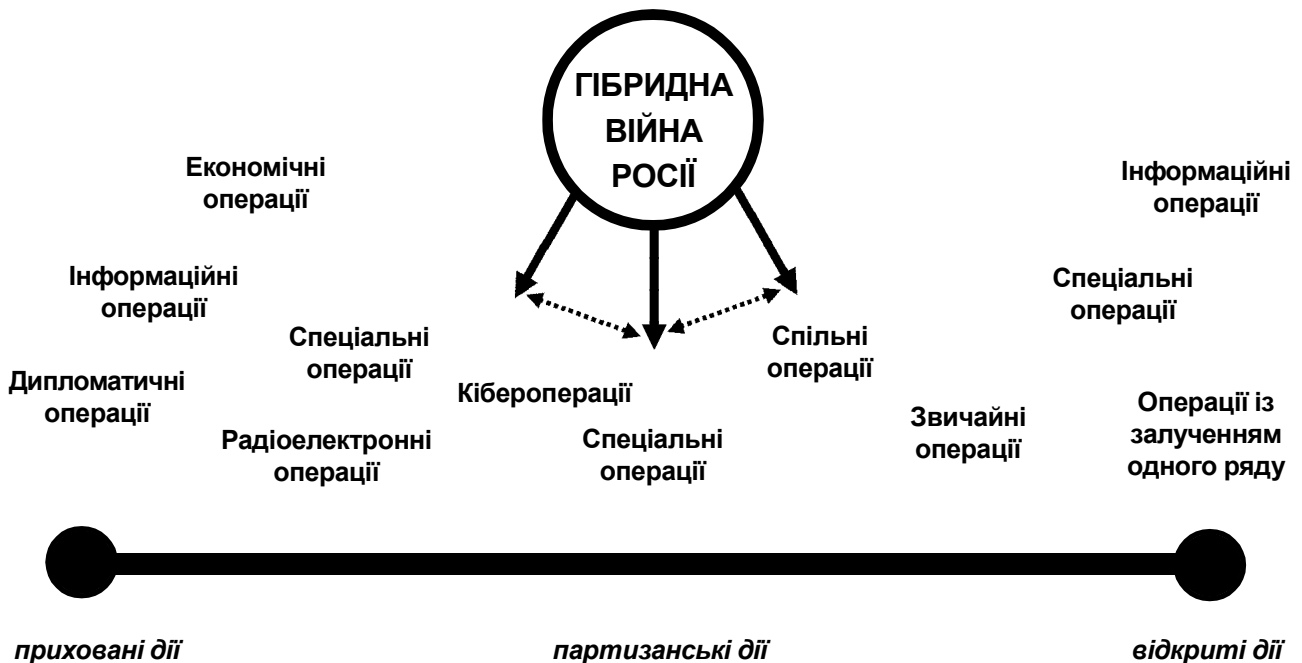 ГІБРИДНА
ВІЙНА
РОСІЇ
Економічні
операції
Інформаційні
операції
Інформаційні
операції
Спеціальні
операції
Спеціальні
операції
Спільні
операції
Дипломатичні
операції
Кібероперації
Звичайні
операції
Операції із
залученням
одного ряду
Радіоелектронні
операції
Спеціальні
операції
приховані дії
партизанські дії
відкриті дії